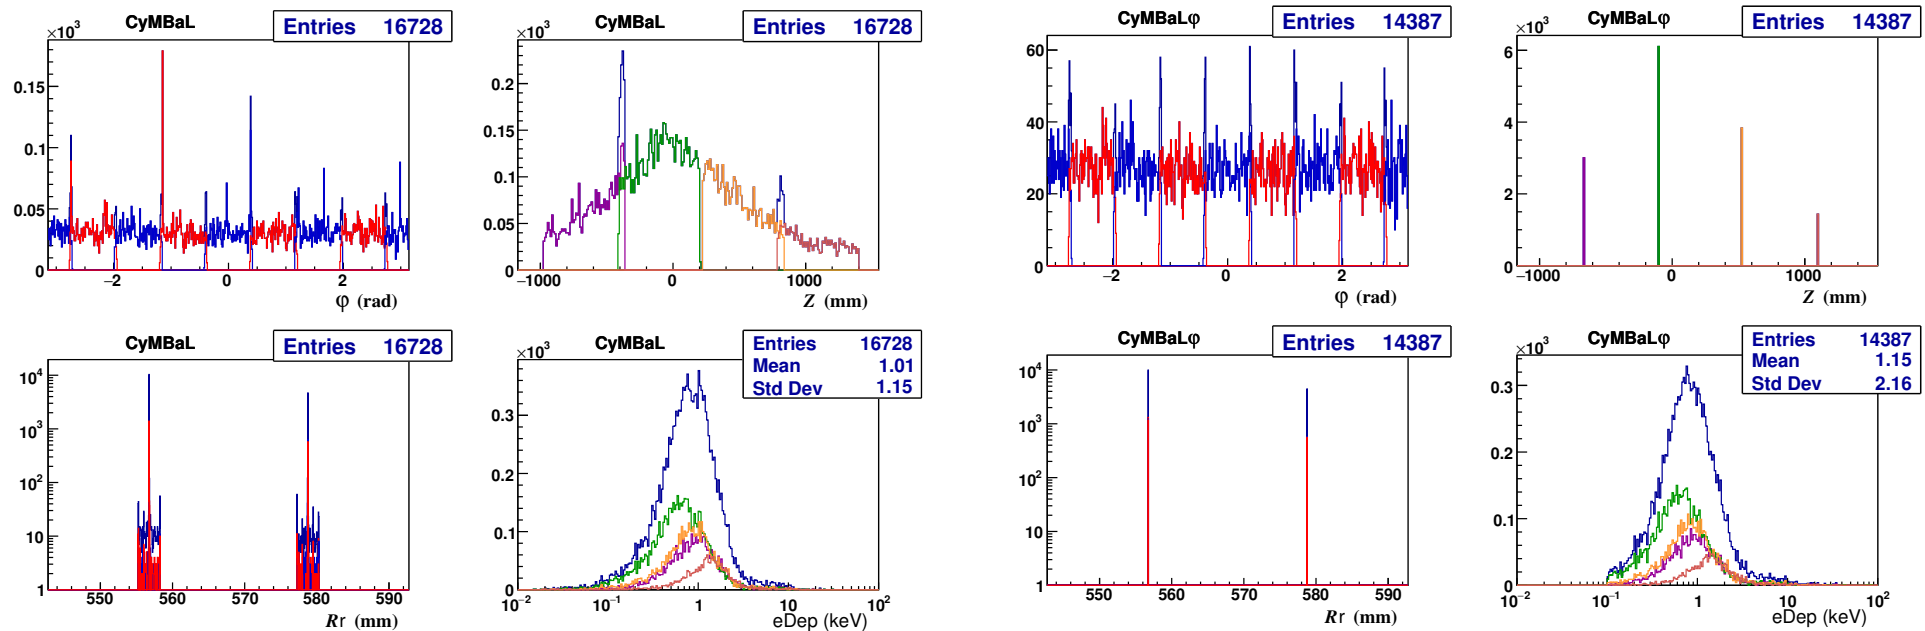 CyMBaL
Entries 16728
×10³
0.15
0.1
0.05
0
−2 0 2
φ (rad)
CyMBaL
Entries 16728
×10³
0.2
0.15
0.1
0.05
0
−1000 0 1000
Z (mm)
CyMBaLφ
Entries 14387
60
40
20
0
−2 0 2
φ (rad)
CyMBaLφ
Entries 14387
×10³
6
4
2
0
−1000 0 1000
Z (mm)
CyMBaL
Entries 16728
10⁴
10³
10²
10
1
550 560 570 580 590
Rr (mm)
CyMBaL
Entries 16728
Mean 1.01
Std Dev 1.15
×10³
0.3
0.2
0.1
0
10⁻² 10⁻¹ 1 10 10²
eDep (keV)
CyMBaLφ
Entries 14387
10⁴
10³
10²
10
1
550 560 570 580 590
Rr (mm)
CyMBaLφ
Entries 14387
Mean 1.15
Std Dev 2.16
×10³
0.3
0.2
0.1
0
10⁻² 10⁻¹ 1 10 10²
eDep (keV)